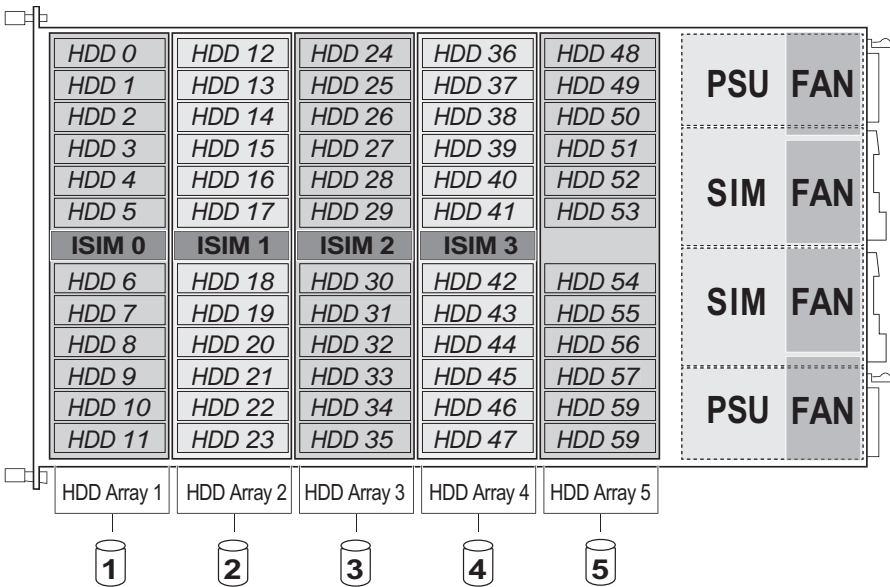 HDD 0 HDD 12 HDD 24 HDD 36 HDD 48
HDD 1 HDD 13 HDD 25 HDD 37 HDD 49
HDD 2 HDD 14 HDD 26 HDD 38 HDD 50
PSU FAN
HDD 3 HDD 15 HDD 27 HDD 39 HDD 51
HDD 4 HDD 16 HDD 28 HDD 40 HDD 52
HDD 5 HDD 17 HDD 29 HDD 41 HDD 53
SIM FAN
ISIM 0 ISIM 1 ISIM 2 ISIM 3
HDD 6 HDD 18 HDD 30 HDD 42 HDD 54
HDD 7 HDD 19 HDD 31 HDD 43 HDD 55
HDD 8 HDD 20 HDD 32 HDD 44 HDD 56
SIM FAN
HDD 9 HDD 21 HDD 33 HDD 45 HDD 57
HDD 10 HDD 22 HDD 34 HDD 46 HDD 59
HDD 11 HDD 23 HDD 35 HDD 47 HDD 59
PSU FAN
HDD Array 1 HDD Array 2 HDD Array 3 HDD Array 4 HDD Array 5
1 2 3 4 5